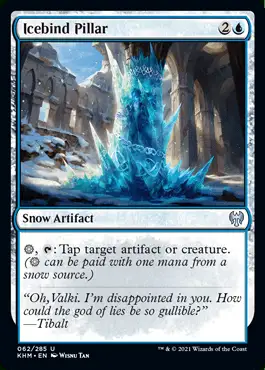 Icebind Pillar 2
Snow Artifact
, : Tap target artifact or creature.
( can be paid with one mana from a
snow source.)
“Oh, Valki. I’m disappointed in you. How
could the god of lies be so gullible?”
—Tibalt
062/285 U
KHM • EN Wisnu Tan
™ & © 2021 Wizards of the Coast